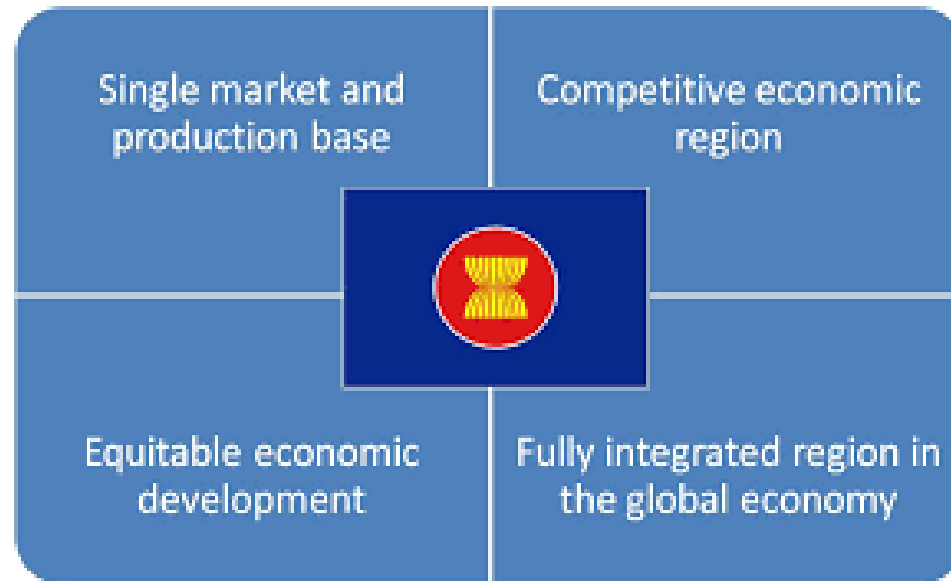 Single market and
production base
Competitive economic
region
Equitable economic
development
Fully integrated region in
the global economy